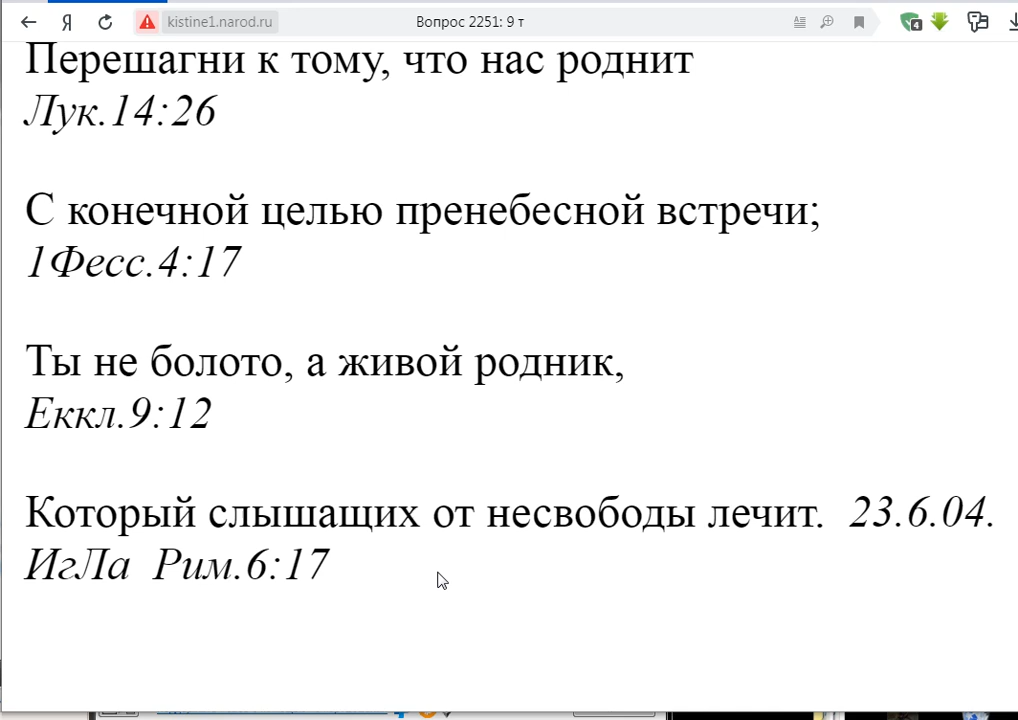 kistine1.narod.ru
Вопрос 2251: 9 т
4
Перешагни к тому, что нас роднит
Лук.14:26
С конечной целью пренебесной встречи;
1Фесс.4:17
Ты не болото, а живой родник,
Еккл.9:12
Который слышащих от несвободы лечит. 23.6.04.
ИгЛа Рим.6:17